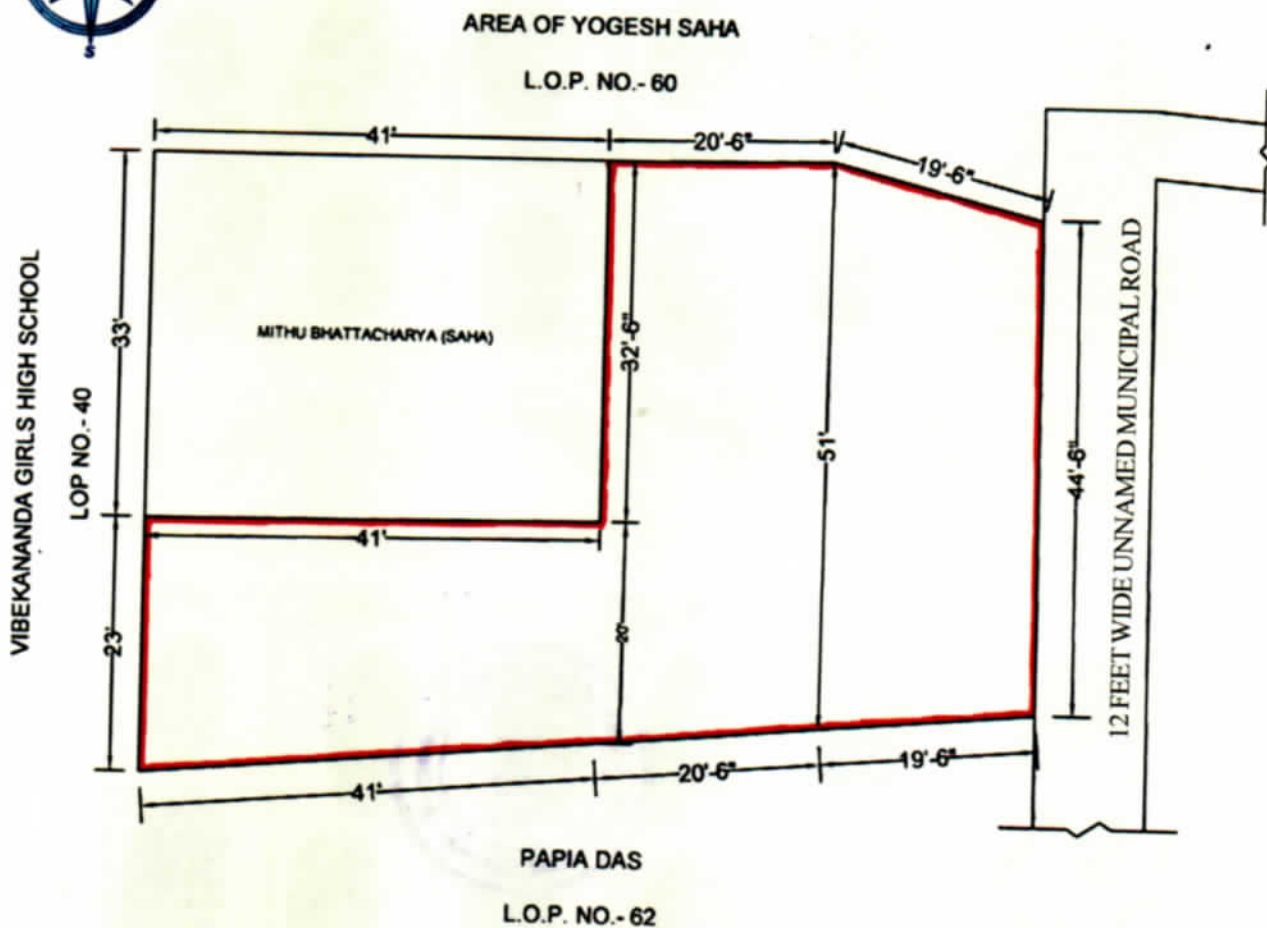 S
AREA OF YOGESH SAHA
L.O.P. NO.- 60
41'
20'-6"
19'-6"
VIBEKANANDA GIRLS HIGH SCHOOL
LOP NO.- 40
33'
MITHU BHATTACHARYA (SAHA)
32'-6"
51'
44'-6"
12 FEET WIDE UNNAMED MUNICIPAL ROAD
41'
23'
20'
41'
20'-6"
19'-6"
PAPIA DAS
L.O.P. NO.- 62